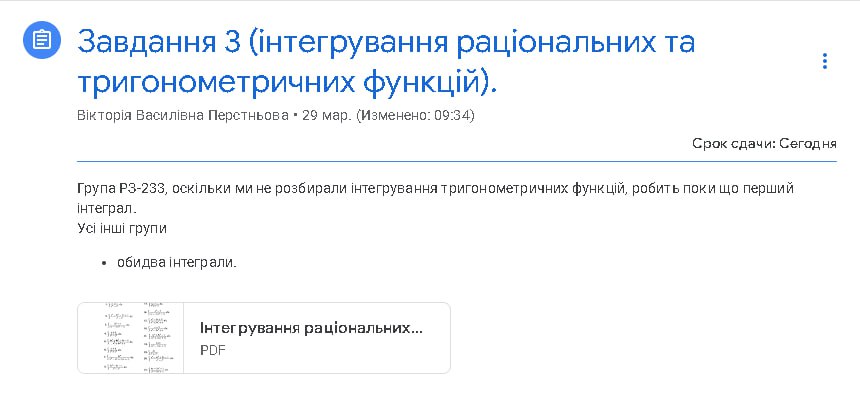 Завдання 3 (інтегрування раціональних та
тригонометричних функцій).
Вікторія Василівна Перстньова • 29 мар. (Изменено: 09:34)
Срок сдачи: Сегодня
Група РЗ-233, оскільки ми не розбирали інтегрування тригонометричних функцій, робить поки що перший
інтеграл.
Усі інші групи
• обидва інтеграли.
Інтегрування раціональних...
PDF